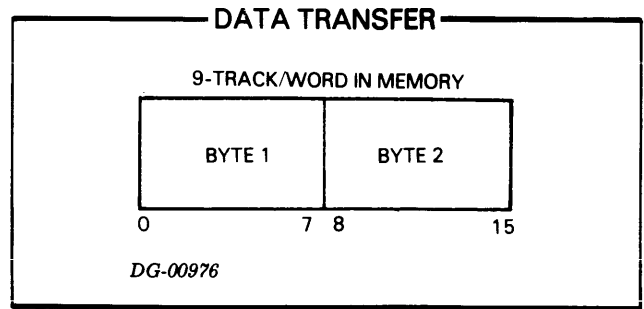 DATA TRANSFER
9-TRACK/WORD IN MEMORY
BYTE 1 BYTE 2
0 7 8 15
DG-00976